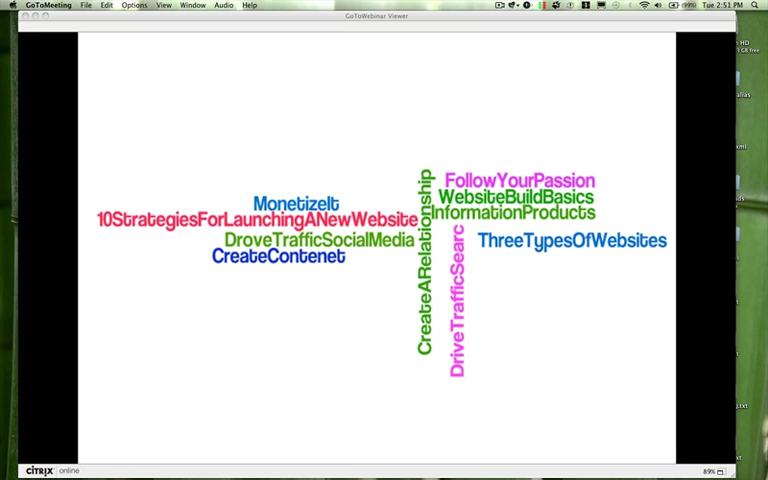 GoToMeeting File Edit Options View Window Audio Help
Tue 2:51 PM
GoToWebinar Viewer
FollowYourPassion
MonetizeIt
WebsiteBuildBasics
10StrategiesForLaunchingANewWebsite
InformationProducts
DroveTrafficSocialMedia
ThreeTypesOfWebsites
CreateContenet
CreateARelationship
DriveTrafficSearc
CITRIX online
89%